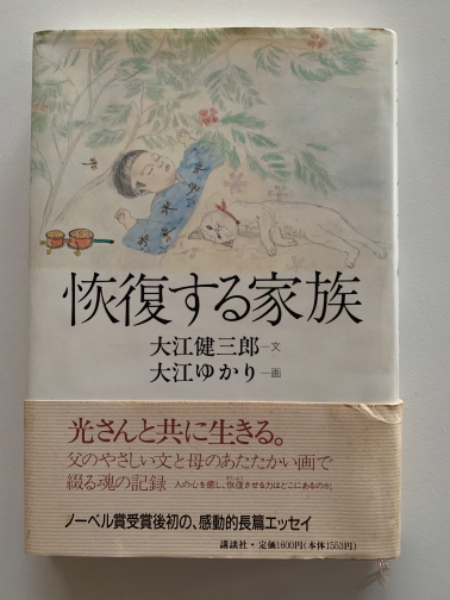 恢復する家族
大江健三郎─文
大江ゆかり─画
光さんと共に生きる。
父のやさしい文と母のあたたかい画で
綴る魂の記録 人の心を癒し、恢復させる力はどこにあるのか。
ノーベル賞受賞後初の、感動的長篇エッセイ
講談社・定価1600円(本体1553円)